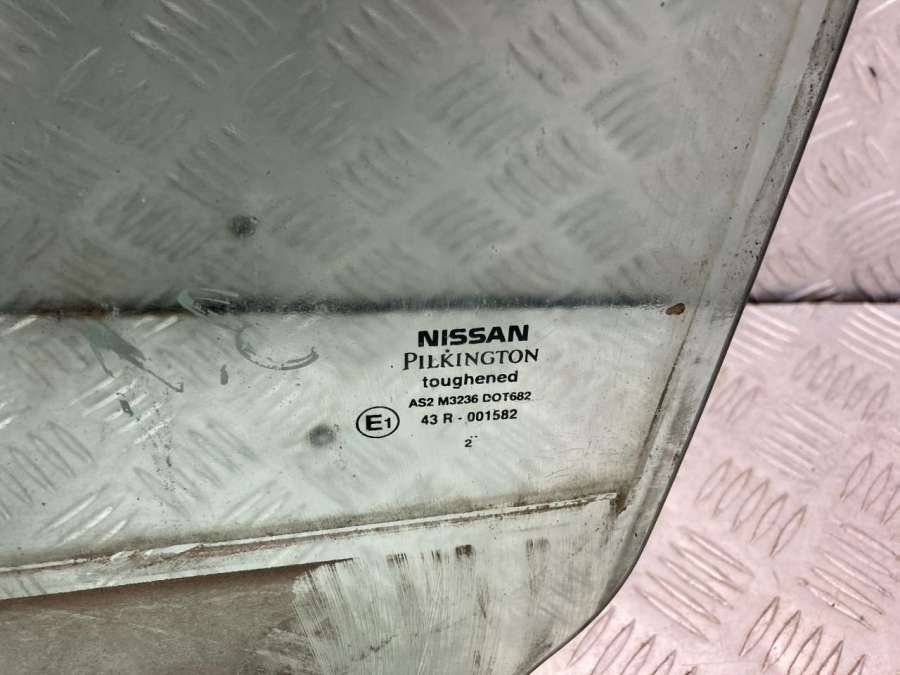 NISSAN
PILKINGTON
toughened
AS2 M3236 DOT682
E1
43 R - 001582
2